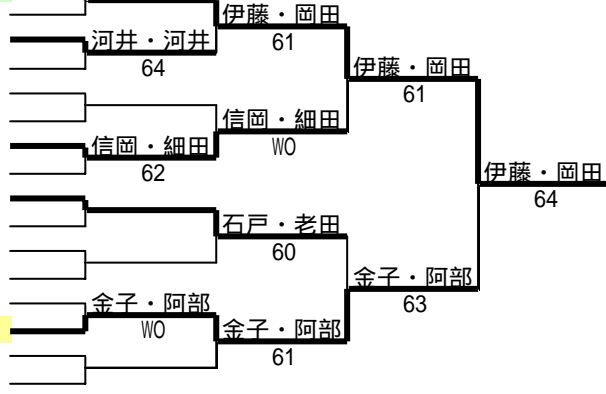 伊藤・岡田
61
河井・河井
64
伊藤・岡田
61
信岡・細田
WO
信岡・細田
62
伊藤・岡田
64
石戸・老田
60
金子・阿部
63
金子・阿部
WO
金子・阿部
61